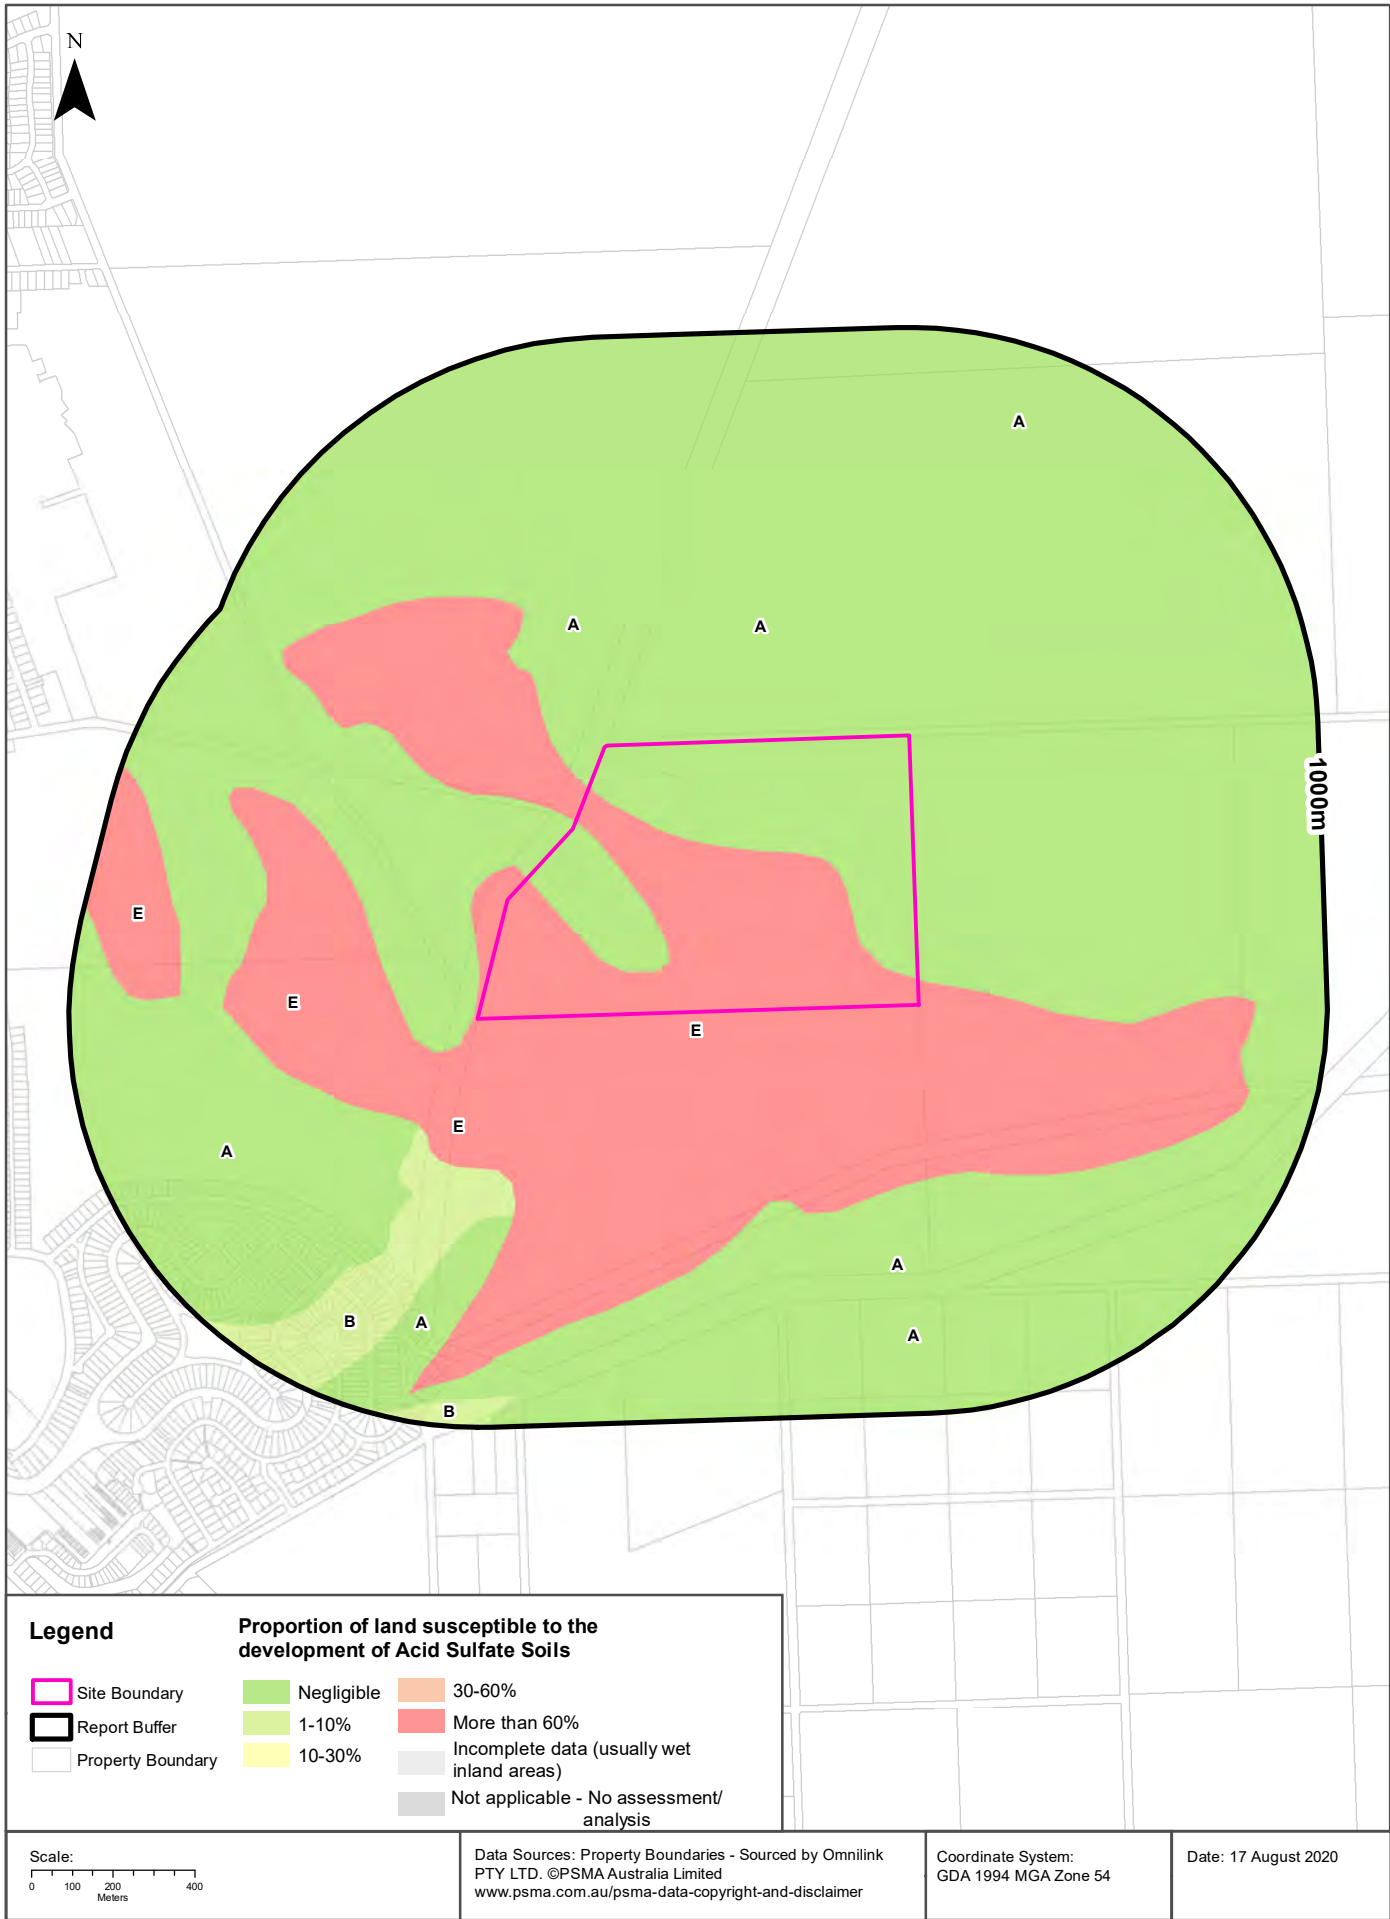 N
A
A
A
1000m
E
E
E
E
A
A
B
A
A
B
Legend
Site Boundary
Report Buffer
Property Boundary
Proportion of land susceptible to the
development of Acid Sulfate Soils
Negligible
1-10%
10-30%
30-60%
More than 60%
Incomplete data (usually wet
inland areas)
Not applicable - No assessment/
analysis
Scale:
0 100 200 400
Meters
Data Sources: Property Boundaries - Sourced by Omnilink
PTY LTD. ©PSMA Australia Limited
www.psma.com.au/psma-data-copyright-and-disclaimer
Coordinate System:
GDA 1994 MGA Zone 54
Date: 17 August 2020